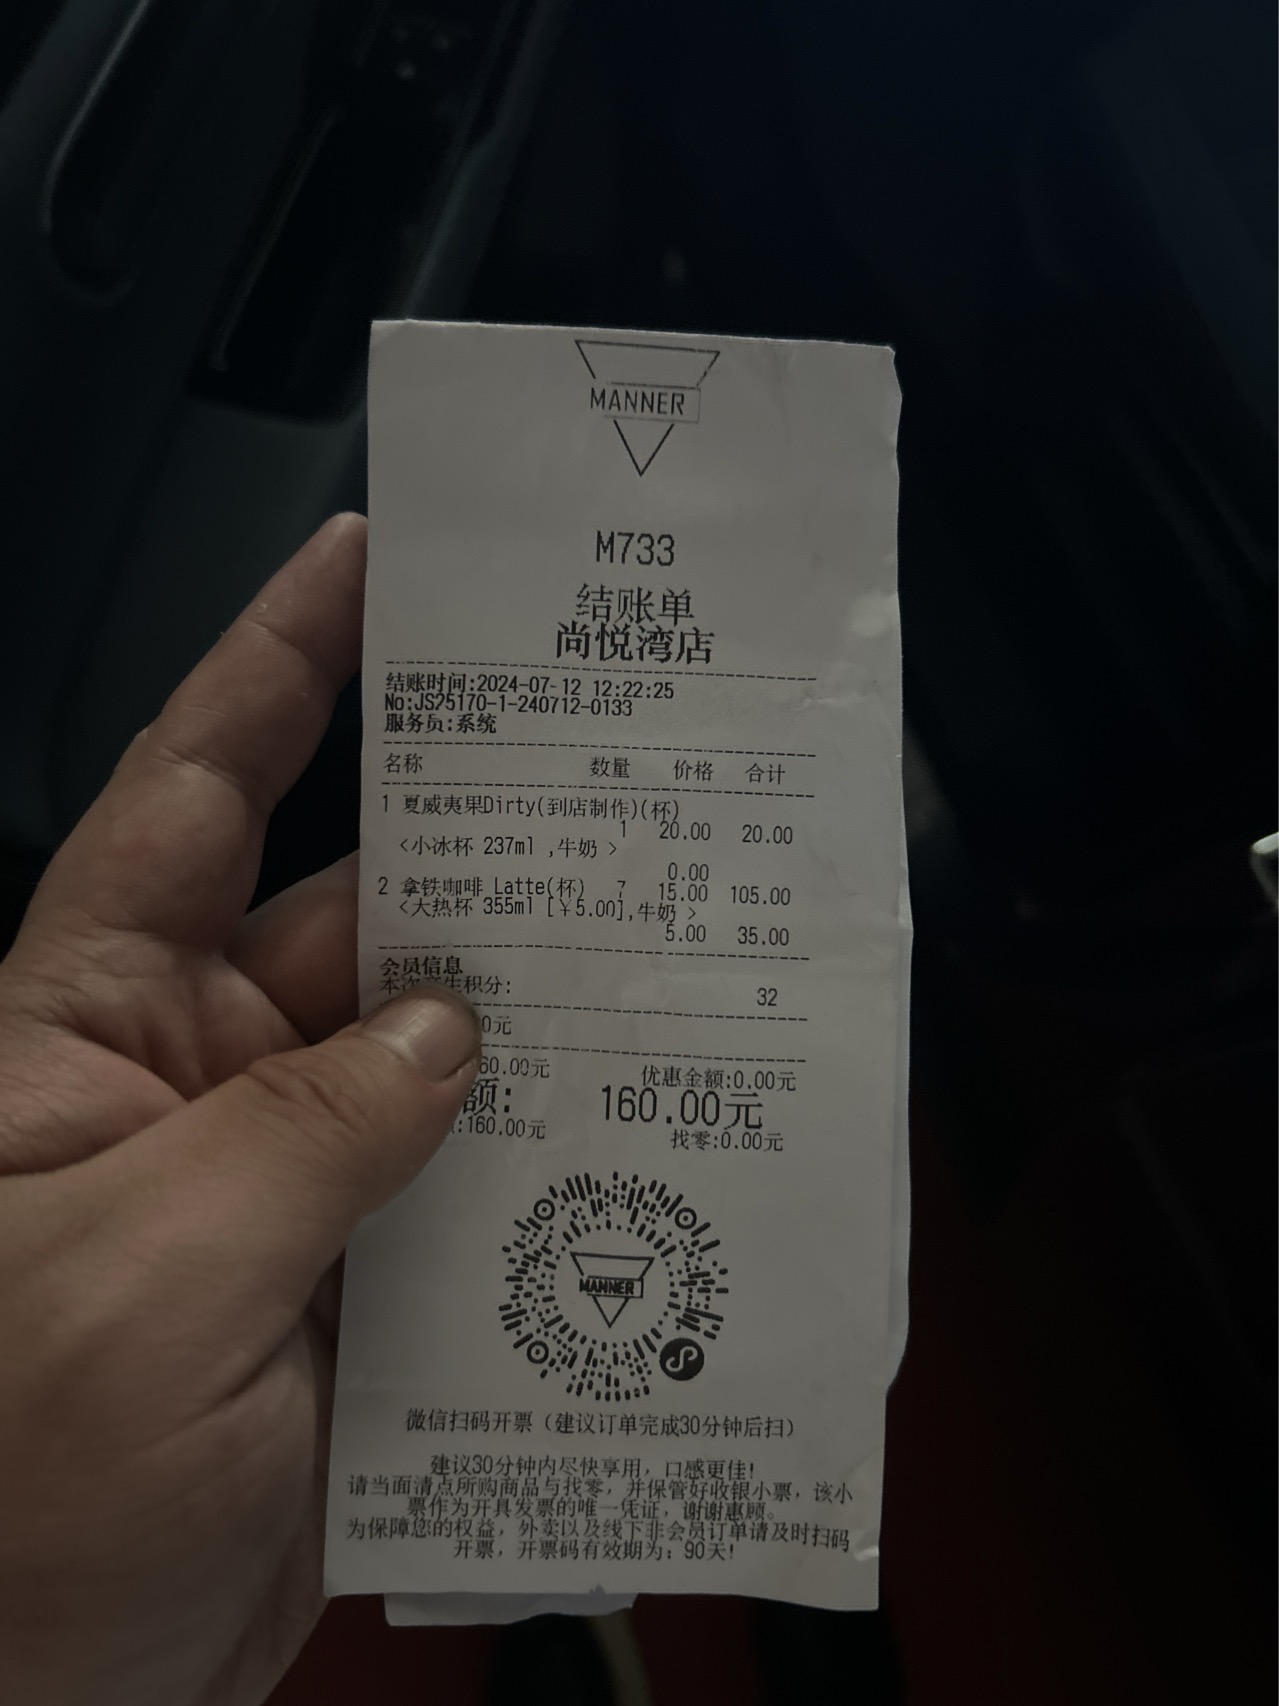 MANNER
M733
结账单
尚悦湾店
结账时间:2024-07-12 12:22:25
No:JS25170-1-240712-0133
服务员:系统
名称 数量 价格 合计
1 夏威夷果Dirty(到店制作)(杯)
1 20.00 20.00
<小冰杯 237ml ,牛奶 >
0.00
2 拿铁咖啡 Latte(杯) 7 15.00 105.00
<大热杯 355ml [￥5.00],牛奶 >
5.00 35.00
会员信息
本次产生积分: 32
0元
60.00元 优惠金额:0.00元
额: 160.00元
:160.00元 找零:0.00元
MANNER
微信扫码开票（建议订单完成30分钟后扫）
建议30分钟内尽快享用，口感更佳!
请当面清点所购商品与找零，并保管好收银小票，该小
票作为开具发票的唯一凭证，谢谢惠顾。
为保障您的权益，外卖以及线下非会员订单请及时扫码
开票，开票码有效期为：90天!